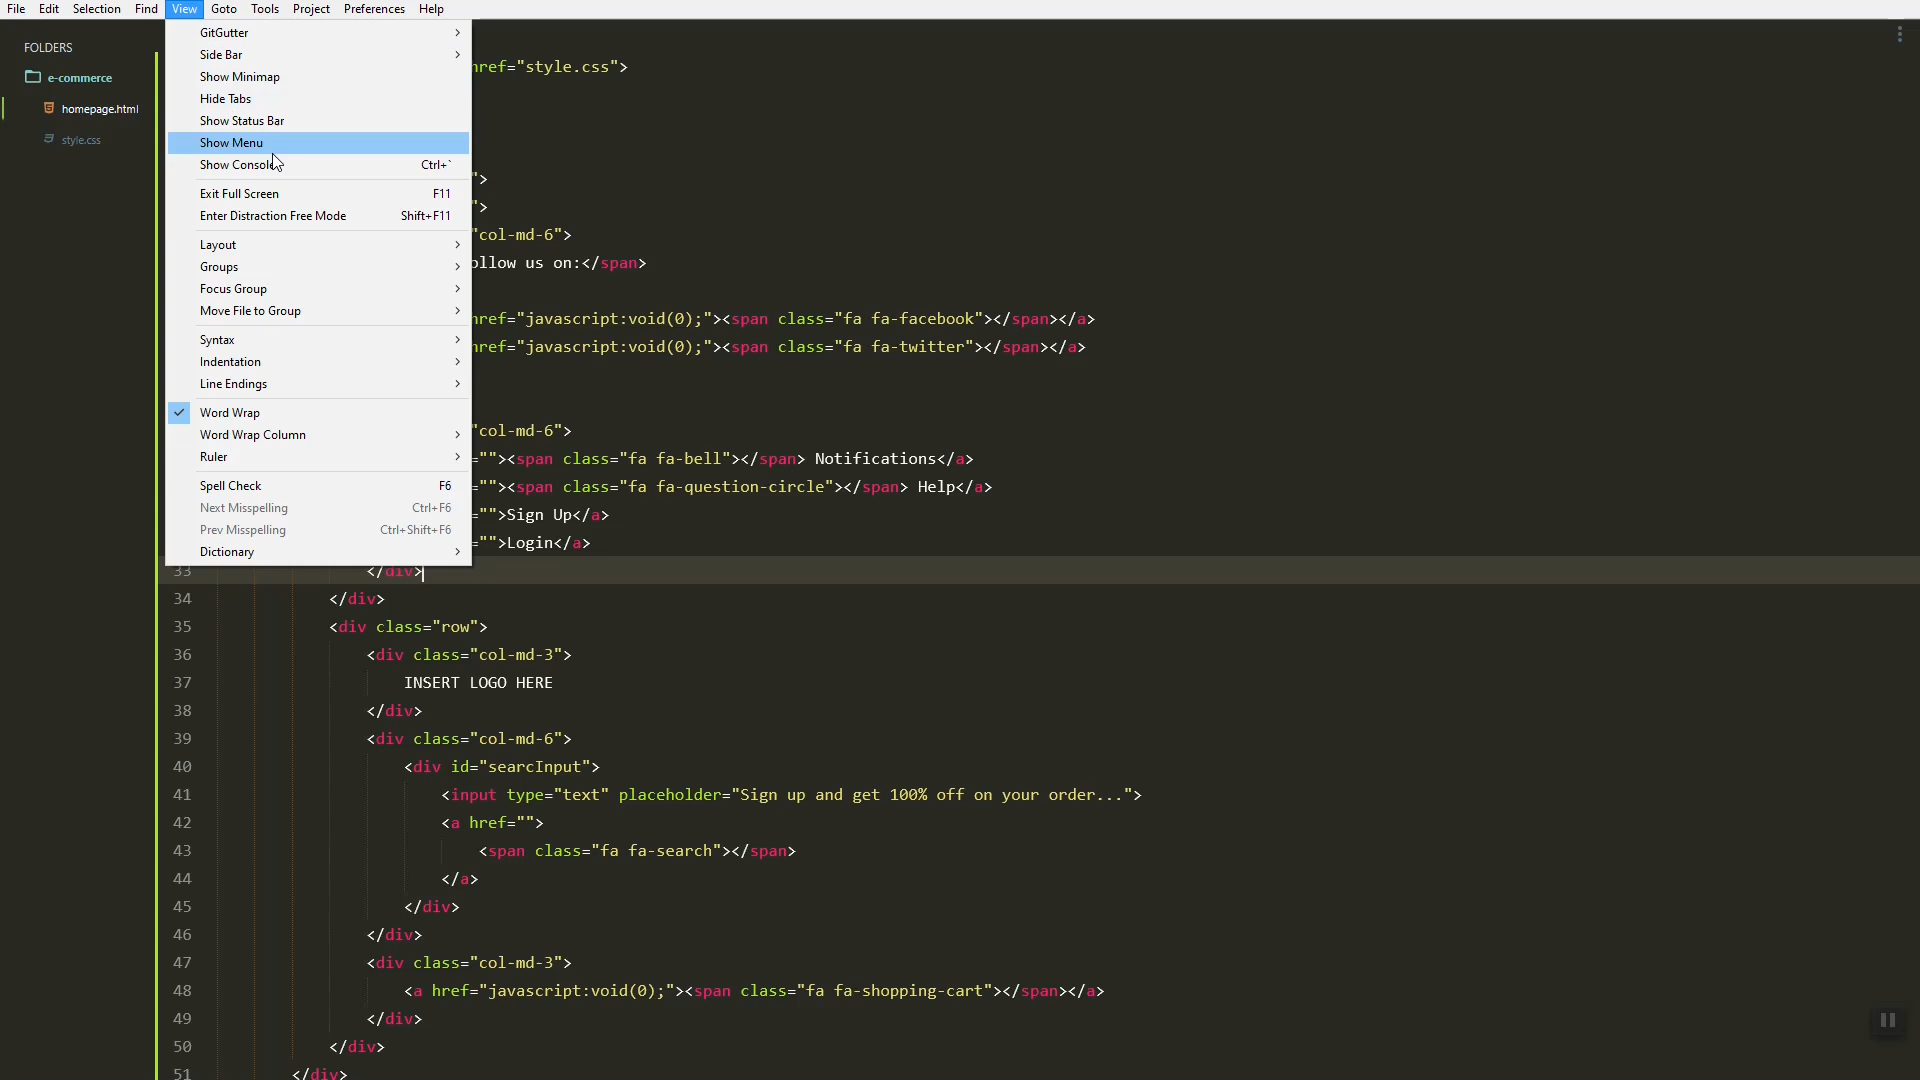 File Edit Selection Find View Goto Tools Project Preferences Help
FOLDERS
e-commerce
homepage.html
style.css
GitGutter
Side Bar
Show Minimap
Hide Tabs
Show Status Bar
Show Menu
Show Console Ctrl+`
Exit Full Screen F11
Enter Distraction Free Mode Shift+F11
Layout
Groups
Focus Group
Move File to Group
Syntax
Indentation
Line Endings
Word Wrap
Word Wrap Column
Ruler
Spell Check F6
Next Misspelling Ctrl+F6
Prev Misspelling Ctrl+Shift+F6
Dictionary
href="style.css">
">
">
"col-md-6">
ollow us on:</span>
href="javascript:void(0);"><span class="fa fa-facebook"></span></a>
href="javascript:void(0);"><span class="fa fa-twitter"></span></a>
"col-md-6">
=""><span class="fa fa-bell"></span> Notifications</a>
=""><span class="fa fa-question-circle"></span> Help</a>
="">Sign Up</a>
="">Login</a>
33 </div>
34 </div>
35 <div class="row">
36 <div class="col-md-3">
37 INSERT LOGO HERE
38 </div>
39 <div class="col-md-6">
40 <div id="searcInput">
41 <input type="text" placeholder="Sign up and get 100% off on your order...">
42 <a href="">
43 <span class="fa fa-search"></span>
44 </a>
45 </div>
46 </div>
47 <div class="col-md-3">
48 <a href="javascript:void(0);"><span class="fa fa-shopping-cart"></span></a>
49 </div>
50 </div>
51 </div>